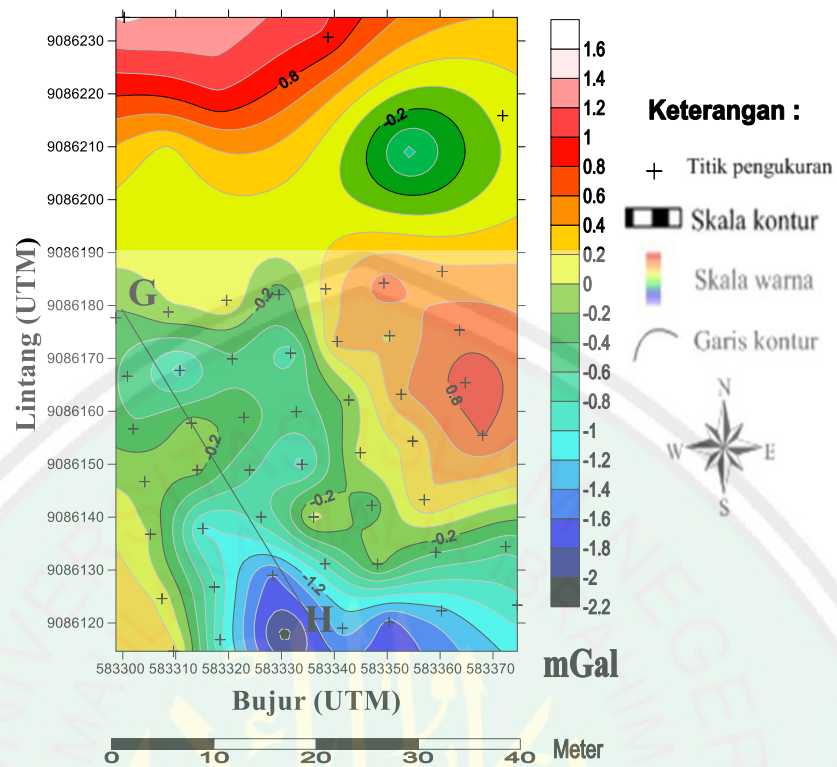 9086230
9086220
9086210
9086200
9086190
9086180
9086170
9086160
9086150
9086140
9086130
9086120
Lintang (UTM)
0.8
-0.2
G
-0.2
0.8
-0.2
-0.2
-0.2
-1.2
H
583300 583310 583320 583330 583340 583350 583360 583370
Bujur (UTM)
0 10 20 30 40 Meter
1.6
1.4
1.2
1
0.8
0.6
0.4
0.2
0
-0.2
-0.4
-0.6
-0.8
-1
-1.2
-1.4
-1.6
-1.8
-2
-2.2
mGal
Keterangan :
Titik pengukuran
Skala kontur
Skala warna
Garis kontur
N
W E
S